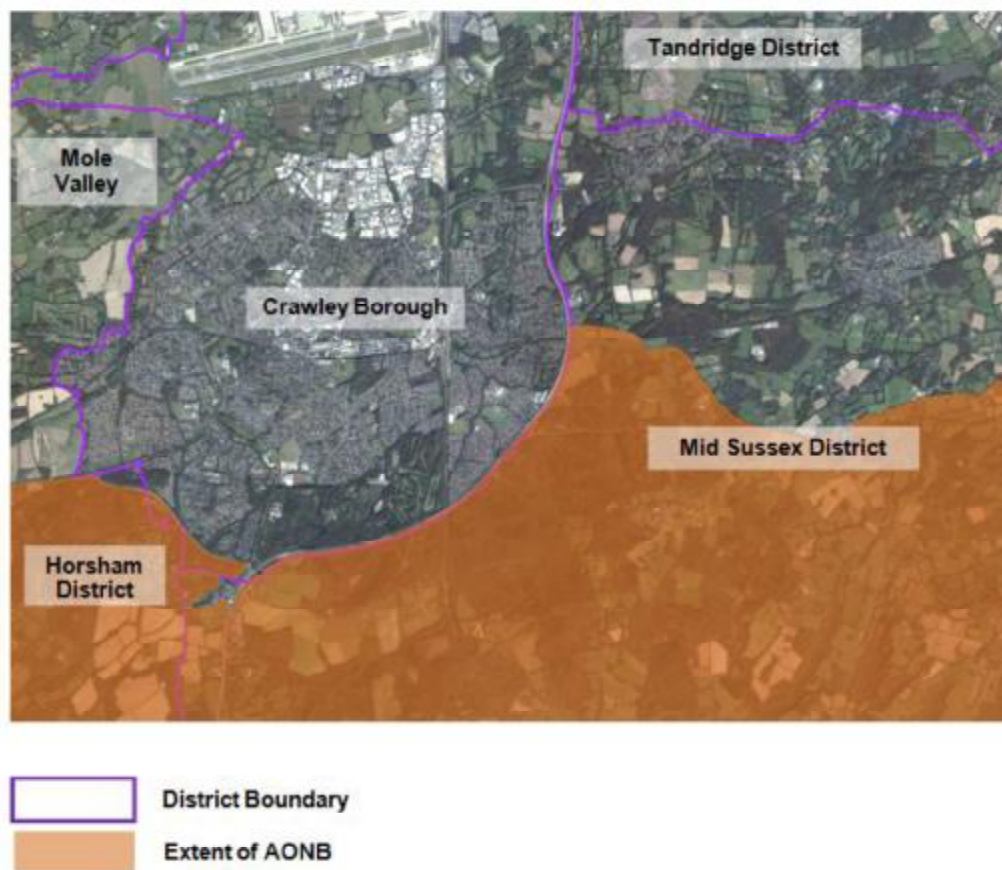 Tandridge District
Mole
Valley
Crawley Borough
Mid Sussex District
Horsham
District
District Boundary
Extent of AONB